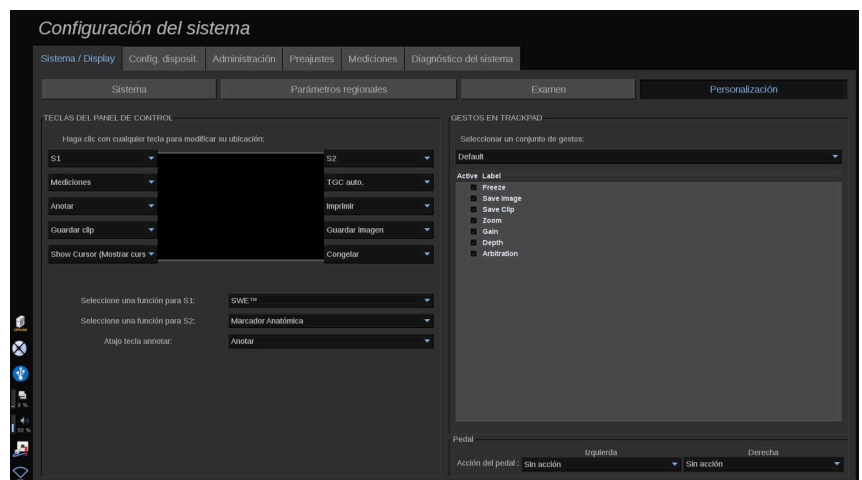 Configuración del sistema
Sistema / Display Config. disposit. Administración Preajustes Mediciones Diagnóstico del sistema
Sistema Parámetros regionales Examen Personalización
TECLAS DEL PANEL DE CONTROL
Haga clic con cualquier tecla para modificar su ubicación:
S1 S2
Mediciones TGC auto.
Anotar Imprimir
Guardar clip Guardar imagen
Show Cursor (Mostrar curs Congelar
Seleccione una función para S1: SWE™
Seleccione una función para S2: Marcador Anatómica
Atajo tecla annotar: Anotar
GESTOS EN TRACKPAD
Seleccionar un conjunto de gestos:
Default
Active Label
Freeze
Save Image
Save Clip
Zoom
Gain
Depth
Arbitration
Pedal
Izquierda Derecha
Acción del pedal : Sin acción Sin acción
5 %
50 %